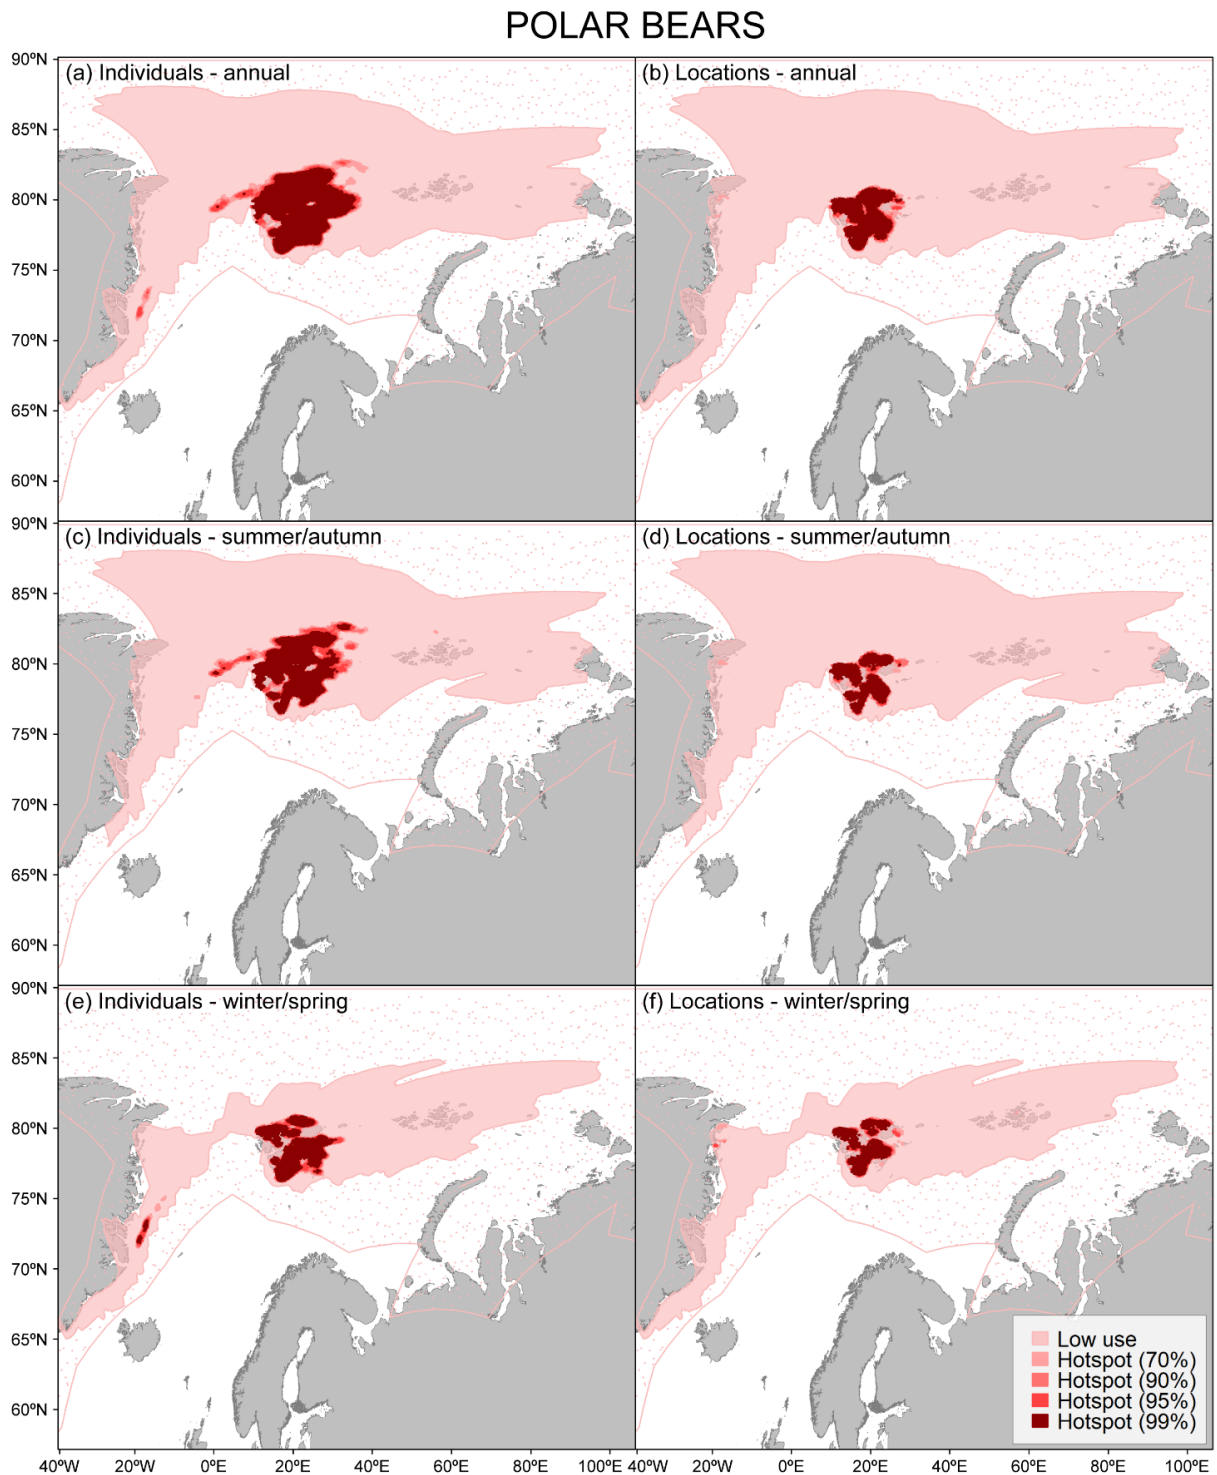 POLAR BEARS
90ºN
(a) Individuals - annual
(b) Locations - annual
85ºN
80ºN
75ºN
70ºN
65ºN
60ºN
90ºN
(c) Individuals - summer/autumn
(d) Locations - summer/autumn
85ºN
80ºN
75ºN
70ºN
65ºN
60ºN
90ºN
(e) Individuals - winter/spring
(f) Locations - winter/spring
85ºN
80ºN
75ºN
70ºN
65ºN
60ºN
Low use
Hotspot (70%)
Hotspot (90%)
Hotspot (95%)
Hotspot (99%)
40ºW 20ºW 0ºE 20ºE 40ºE 60ºE 80ºE 100ºE 40ºW 20ºW 0ºE 20ºE 40ºE 60ºE 80ºE 100ºE